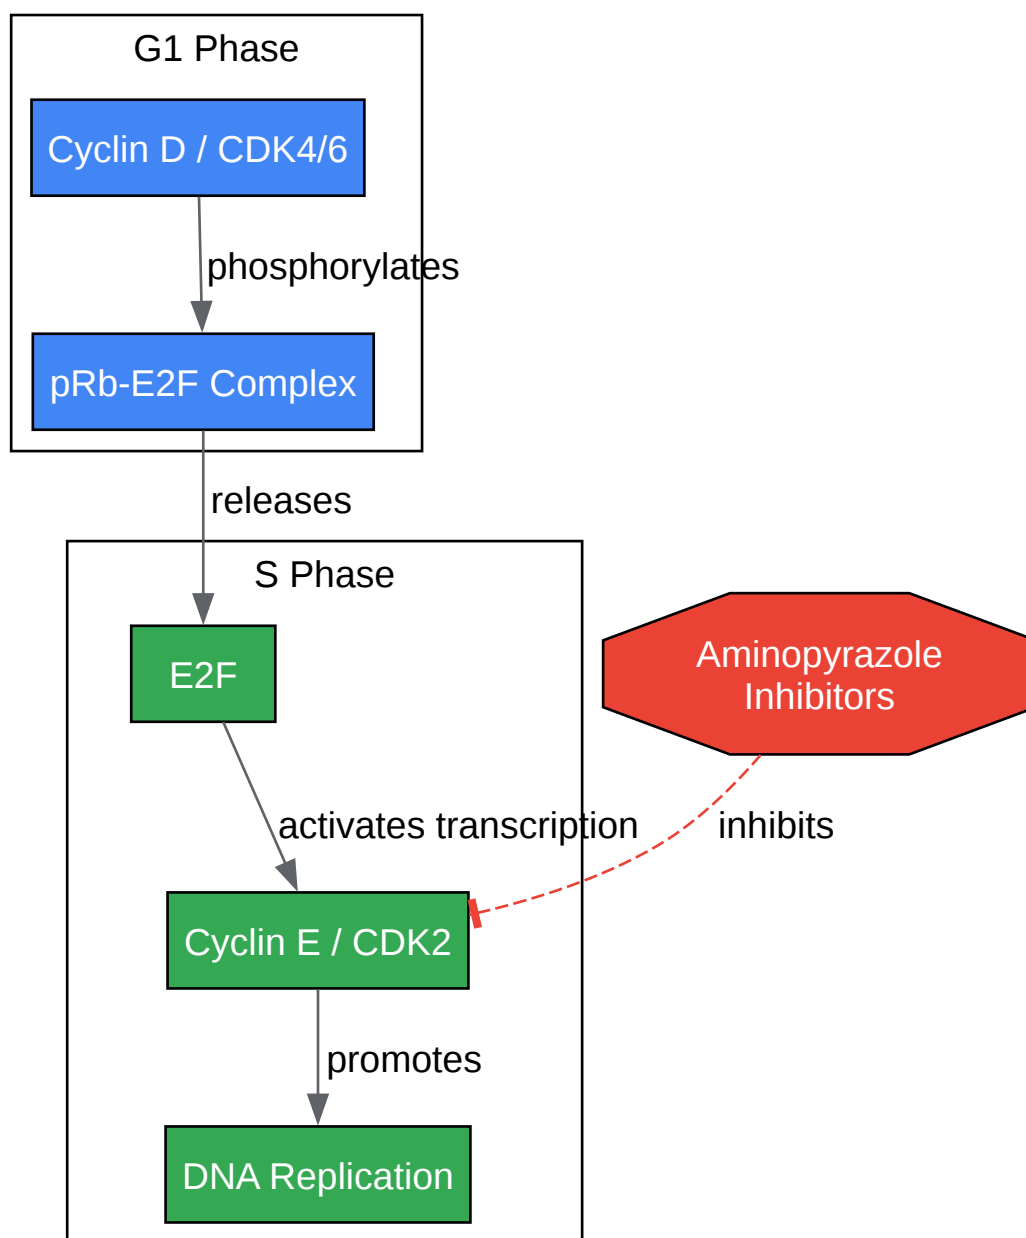 G1 Phase
Cyclin D / CDK4/6
phosphorylates
pRb-E2F Complex
releases
S Phase
E2F
Aminopyrazole
Inhibitors
activates transcription
inhibits
Cyclin E / CDK2
promotes
DNA Replication